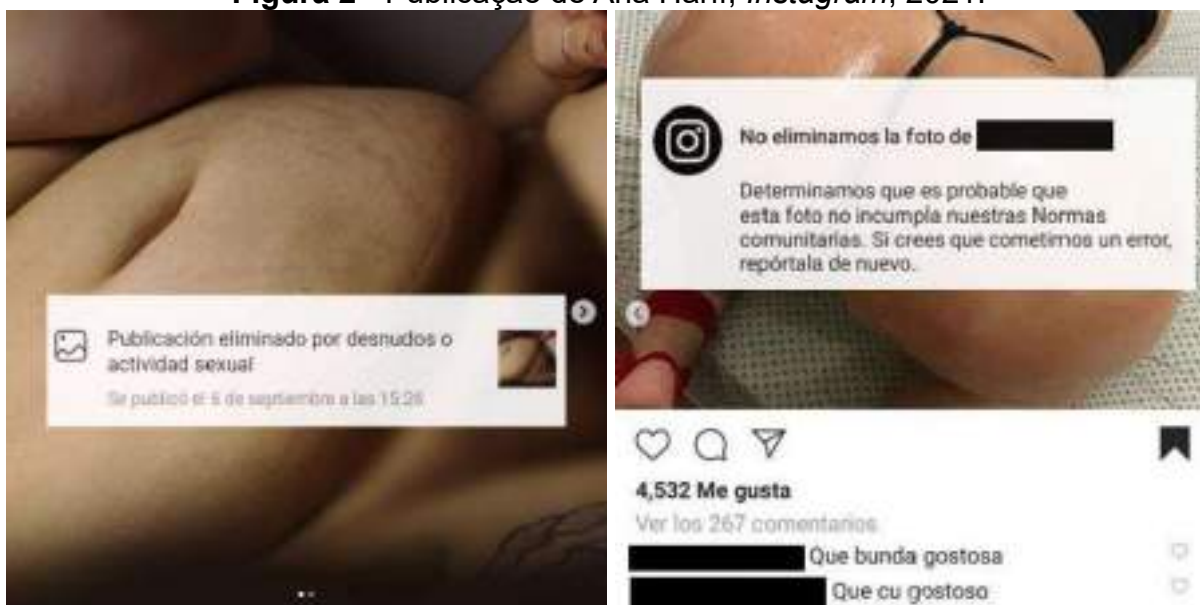 Figura 2 - Publicação de Ana Harff, Instagram, 2021.
Publicación eliminado por desnudos o
actividad sexual
Se publicó el 6 de septiembre a las 15:28
No eliminamos la foto de
Determinamos que es probable que
esta foto no incumpla nuestras Normas
comunitarias. Si crees que cometimos un error,
repórtala de nuevo.
4,532 Me gusta
Ver los 267 comentarios
Que bunda gostosa
Que cu gostoso